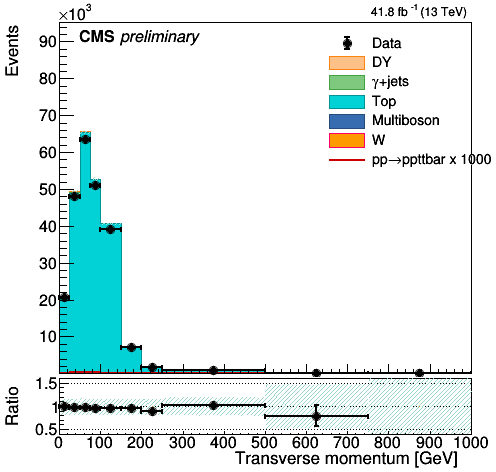 ×10³
41.8 fb⁻¹ (13 TeV)
Events
CMS preliminary
Data
DY
γ+jets
Top
Multiboson
W
pp→ppttbar x 1000
90
80
70
60
50
40
30
20
10
Ratio
1.5
1
0.5
0 100 200 300 400 500 600 700 800 900 1000
Transverse momentum [GeV]